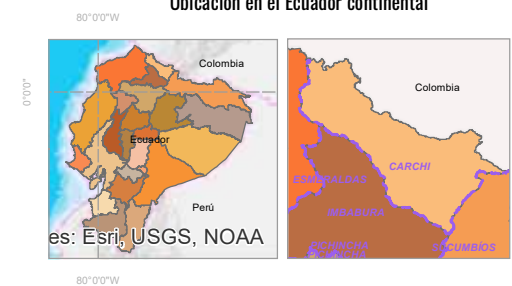 Ubicación en el Ecuador continental
80°0'0"W
Colombia
0°0'0"
Ecuador
Perú
es: Esri, USGS, NOAA
80°0'0"W
Colombia
CARCHI
ESMERALDAS
IMBABURA
PICHINCHA
SUCUMBÍOS